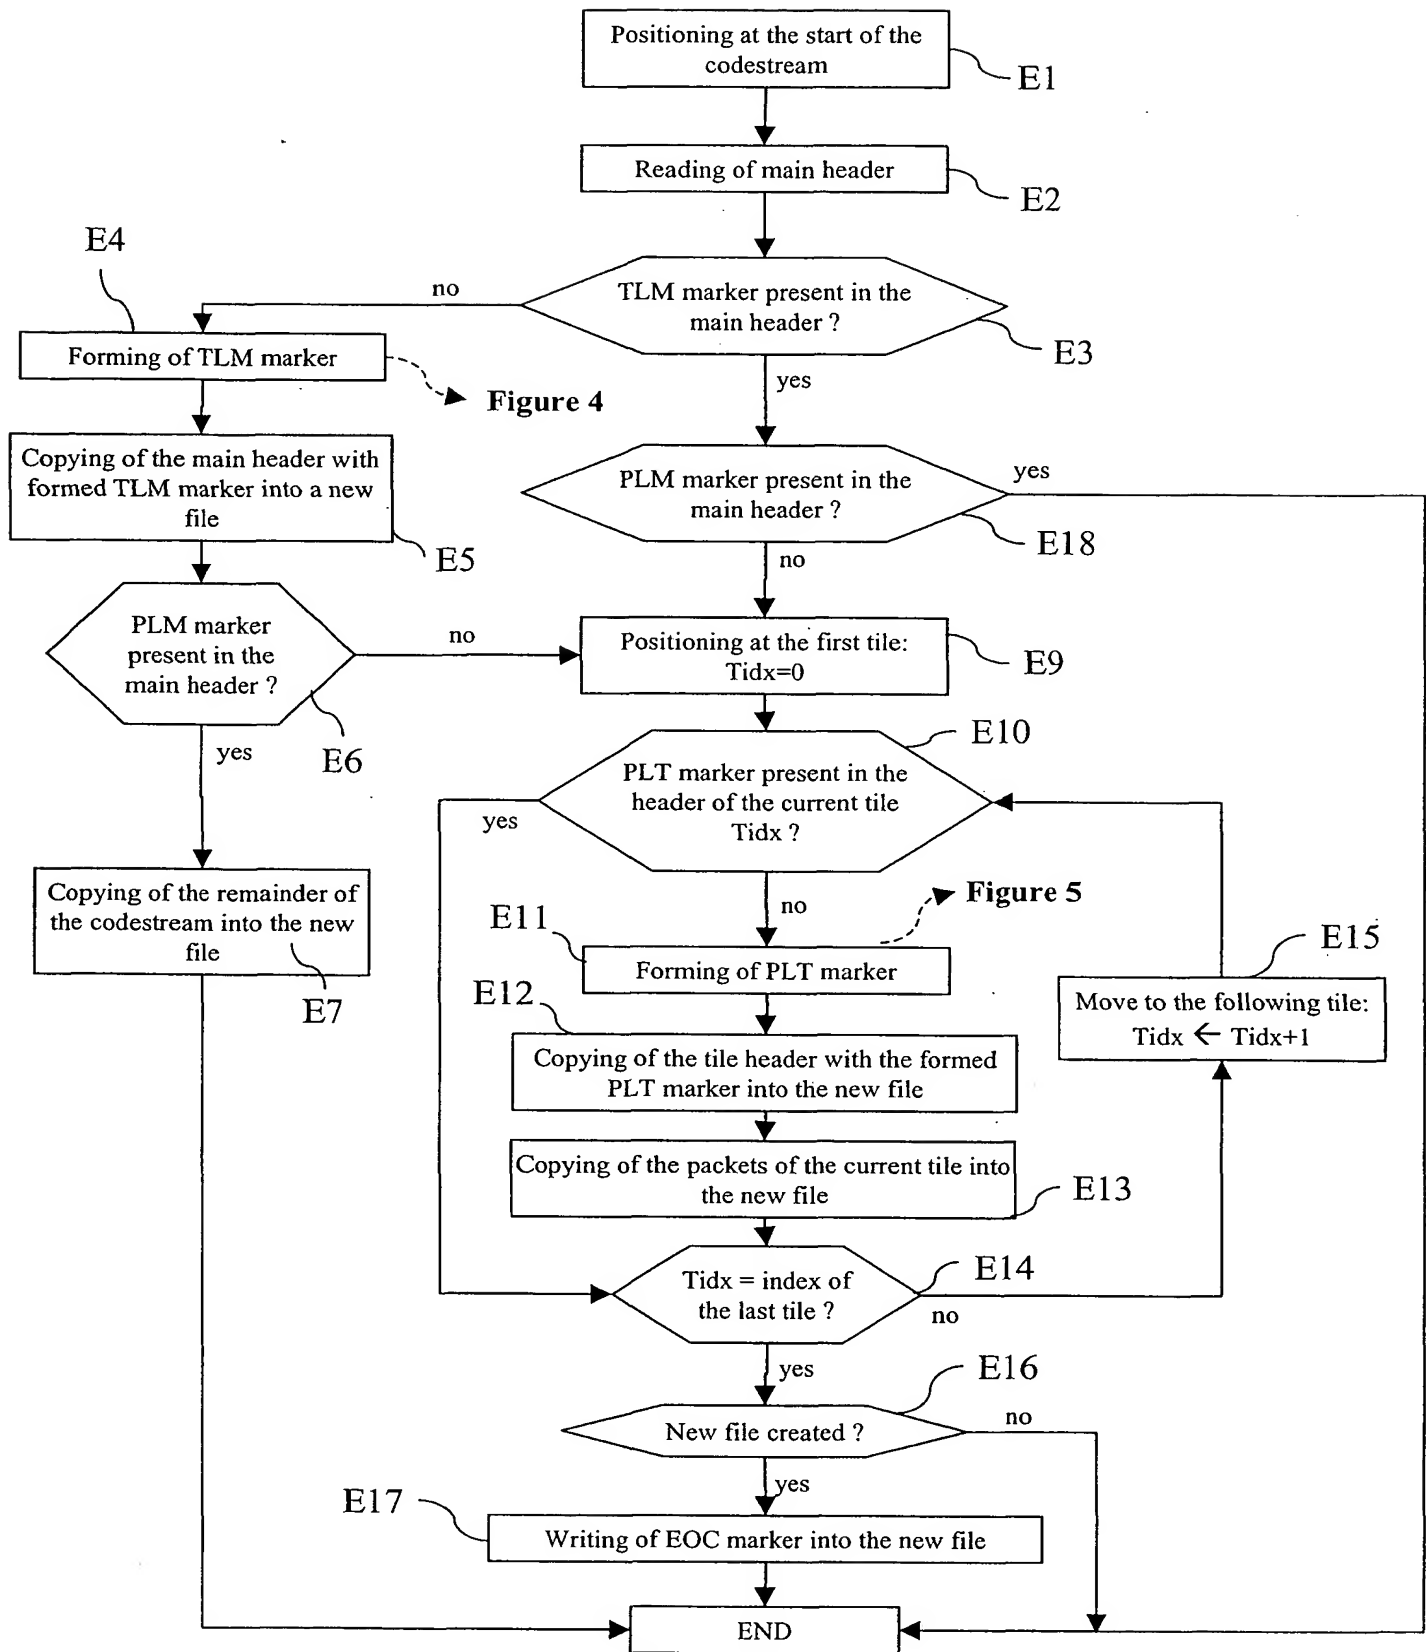 Positioning at the start of the
codestream
E1
Reading of main header
E2
E4
no
TLM marker present in the
main header ?
E3
Forming of TLM marker
yes
Figure 4
Copying of the main header with
formed TLM marker into a new
file
E5
PLM marker present in the
main header ?
yes
E18
no
PLM marker
present in the
main header ?
no
E6
yes
Positioning at the first tile:
Tidx=0
E9
E10
PLT marker present in the
header of the current tile
Tidx ?
yes
no
Figure 5
Copying of the remainder of
the codestream into the new
file
E7
E11
Forming of PLT marker
E15
Move to the following tile:
Tidx ← Tidx+1
E12
Copying of the tile header with the formed
PLT marker into the new file
Copying of the packets of the current tile into
the new file
E13
Tidx = index of
the last tile ?
E14
no
yes
E16
New file created ?
no
yes
E17
Writing of EOC marker into the new file
END